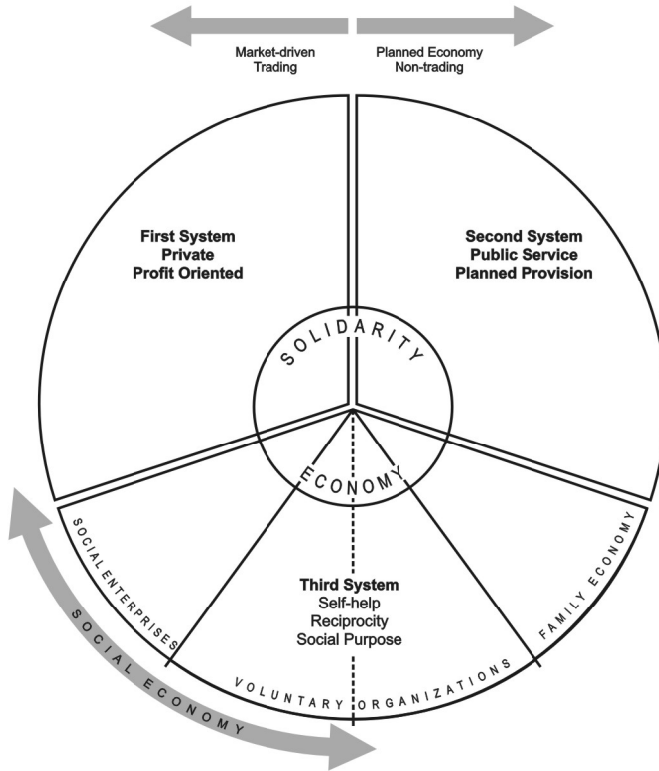 Market-driven
Trading
Planned Economy
Non-trading
First System
Private
Profit Oriented
Second System
Public Service
Planned Provision
SOLIDARITY
ECONOMY
Third System
Self-help
Reciprocity
Social Purpose
SOCIAL ENTERPRISES
VOLUNTARY ORGANIZATIONS
FAMILY ECONOMY
SOCIAL ECONOMY